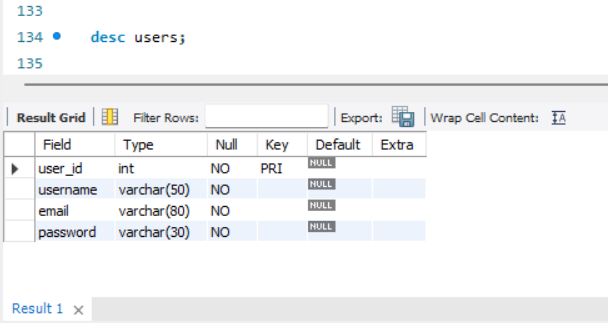 133
134 desc users;
135
Result Grid Filter Rows: Export: Wrap Cell Content: IA
Field Type Null Key Default Extra
user_id int NO PRI NULL
username varchar(50) NO NULL
email varchar(80) NO NULL
password varchar(30) NO NULL
Result 1 ×